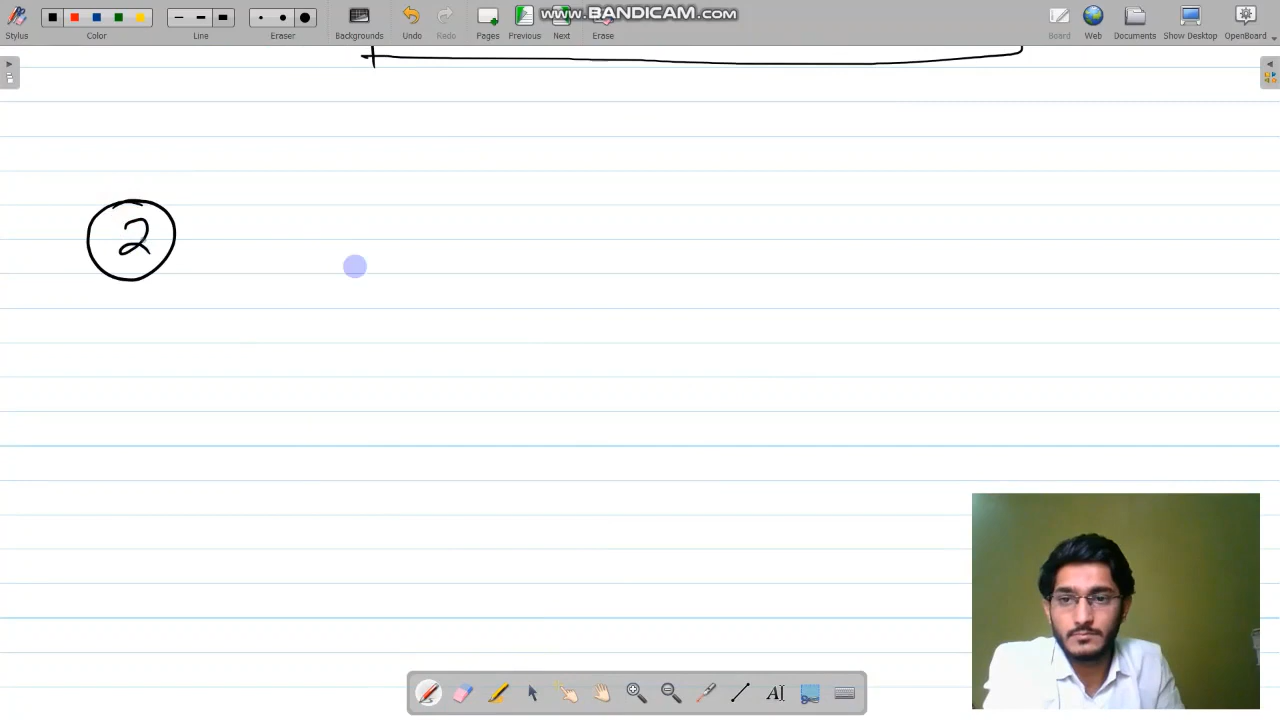 Stylus Color Line Eraser Backgrounds Undo Redo Pages Previous Next Erase Board Web Documents Show Desktop OpenBoard
www.BANDICAM.com
2
A